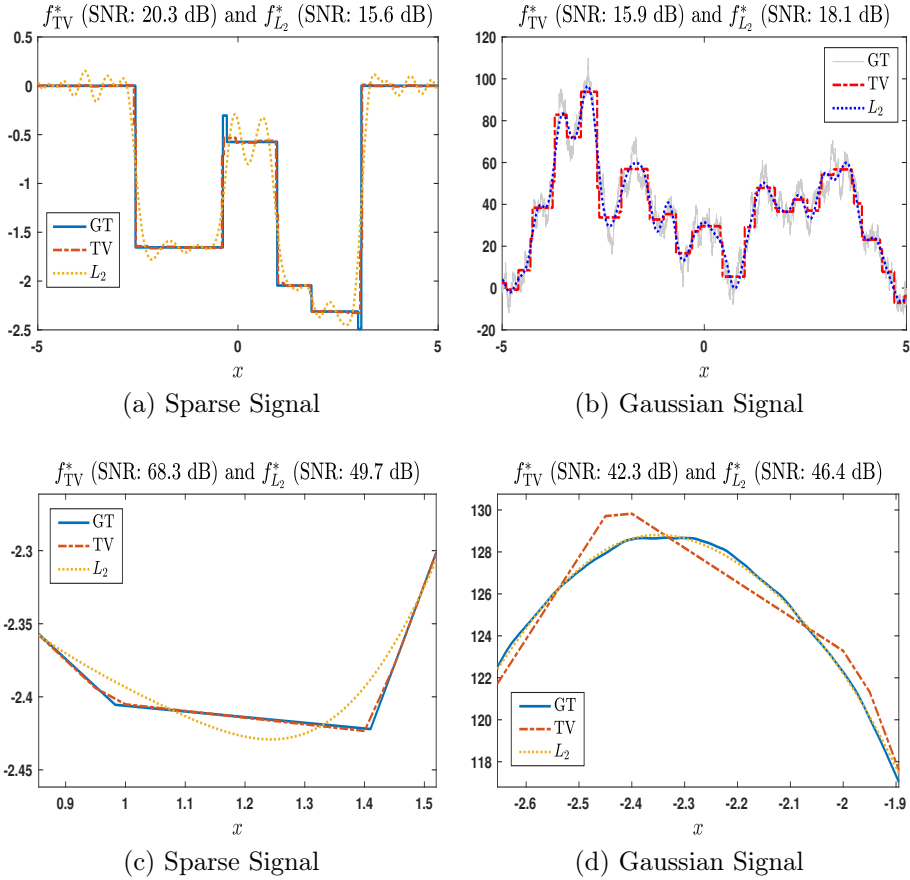 f*TV (SNR: 20.3 dB) and f*L2 (SNR: 15.6 dB)
0.5
0
-0.5
-1
-1.5
-2
-2.5
GT
TV
L2
-5
0
5
x
(a) Sparse Signal
f*TV (SNR: 15.9 dB) and f*L2 (SNR: 18.1 dB)
120
100
80
60
40
20
0
-20
GT
TV
L2
-5
0
5
x
(b) Gaussian Signal
f*TV (SNR: 68.3 dB) and f*L2 (SNR: 49.7 dB)
GT
TV
L2
-2.3
-2.35
-2.4
-2.45
0.9
1
1.1
1.2
1.3
1.4
1.5
x
(c) Sparse Signal
f*TV (SNR: 42.3 dB) and f*L2 (SNR: 46.4 dB)
130
128
126
124
122
120
118
GT
TV
L2
-2.6
-2.5
-2.4
-2.3
-2.2
-2.1
-2
-1.9
x
(d) Gaussian Signal